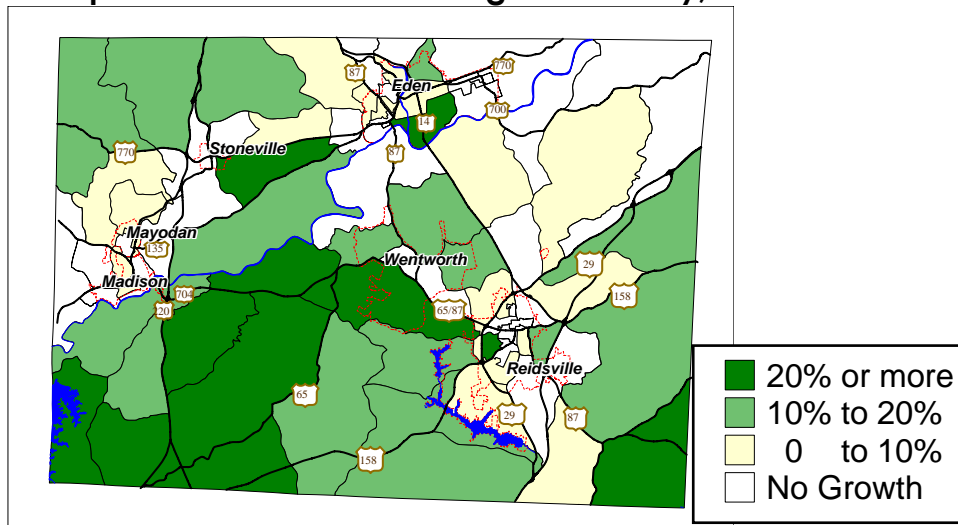 87
770
Eden
700
14
Stoneville
87
770
Mayodan
135
Wentworth
29
Madison
704
158
20
65/87
Reidsville
65
29
87
158
20% or more
10% to 20%
0 to 10%
No Growth